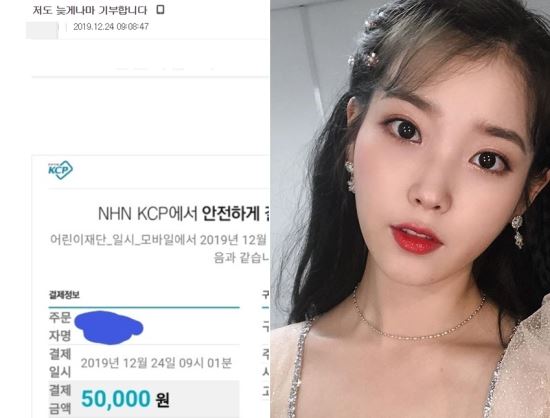 저도 늦게나마 기부합니다
2019.12.24 09:08:47
KCP
NHN KCP에서 안전하게
어린이재단_일시_모바일에서 2019년 12월
음과 같습니
결제정보
주문
자명
결제
일시
2019년 12월 24일 09시 01분
결제
금액
50,000 원